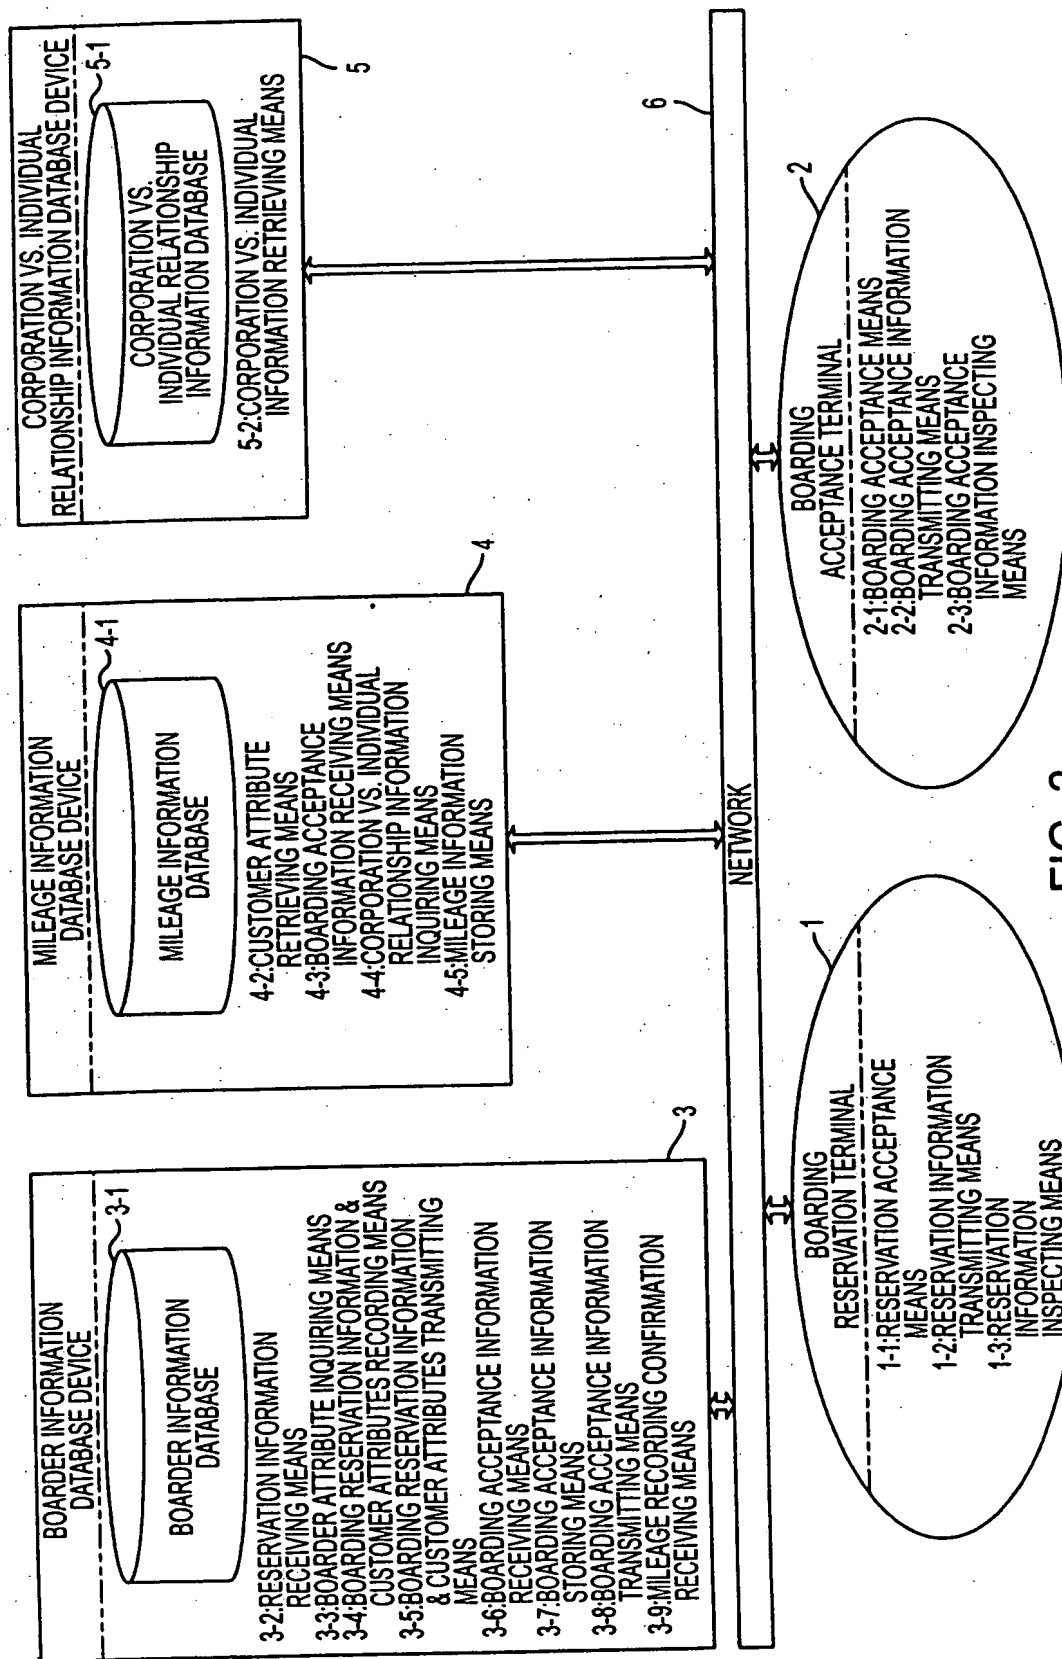 BOARDER INFORMATION
DATABASE DEVICE
3-1
BOARDER INFORMATION
DATABASE
3-2:RESERVATION INFORMATION
RECEIVING MEANS
3-3:BOARDER ATTRIBUTE INQUIRING MEANS
3-4:BOARDING RESERVATION INFORMATION &
CUSTOMER ATTRIBUTES RECORDING MEANS
3-5:BOARDING RESERVATION INFORMATION
& CUSTOMER ATTRIBUTES TRANSMITTING
MEANS
3-6:BOARDING ACCEPTANCE INFORMATION
RECEIVING MEANS
3-7:BOARDING ACCEPTANCE INFORMATION
STORING MEANS
3-8:BOARDING ACCEPTANCE INFORMATION
TRANSMITTING MEANS
3-9:MILEAGE RECORDING CONFIRMATION
RECEIVING MEANS
3
MILEAGE INFORMATION
DATABASE DEVICE
4-1
MILEAGE INFORMATION
DATABASE
4-2:CUSTOMER ATTRIBUTE
RETRIEVING MEANS
4-3:BOARDING ACCEPTANCE
INFORMATION RECEIVING MEANS
4-4:CORPORATION VS. INDIVIDUAL
RELATIONSHIP INFORMATION
INQUIRING MEANS
4-5:MILEAGE INFORMATION
STORING MEANS
4
CORPORATION VS. INDIVIDUAL
RELATIONSHIP INFORMATION DATABASE DEVICE
5-1
CORPORATION VS.
INDIVIDUAL RELATIONSHIP
INFORMATION DATABASE
5-2:CORPORATION VS. INDIVIDUAL
INFORMATION RETRIEVING MEANS
5
6
NETWORK
1
BOARDING
RESERVATION TERMINAL
1-1:RESERVATION ACCEPTANCE
MEANS
1-2:RESERVATION INFORMATION
TRANSMITTING MEANS
1-3:RESERVATION
INFORMATION
INSPECTING MEANS
2
BOARDING
ACCEPTANCE TERMINAL
2-1:BOARDING ACCEPTANCE MEANS
2-2:BOARDING ACCEPTANCE INFORMATION
TRANSMITTING MEANS
2-3:BOARDING ACCEPTANCE
INFORMATION INSPECTING
MEANS